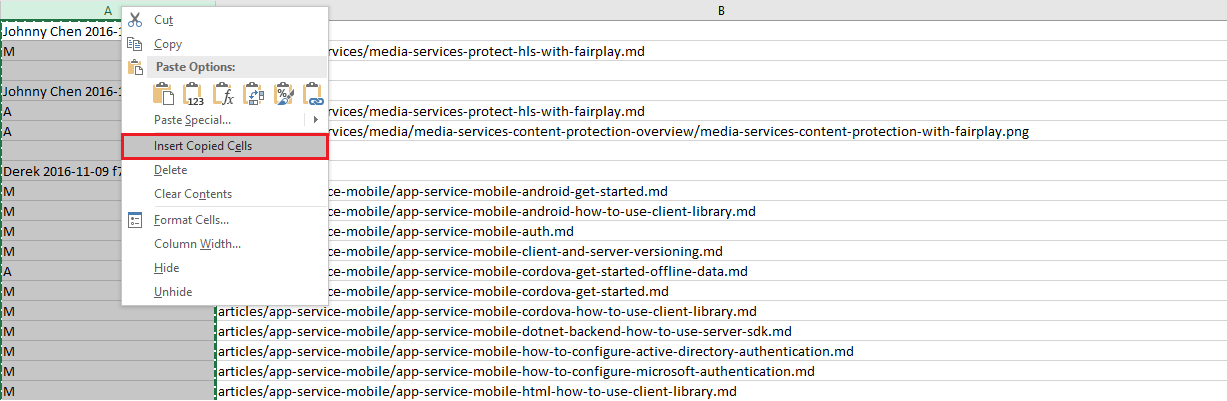 A B
Johnny Chen 2016-1
M vices/media-services-protect-hls-with-fairplay.md
Johnny Chen 2016-1
A vices/media-services-protect-hls-with-fairplay.md
A vices/media/media-services-content-protection-overview/media-services-content-protection-with-fairplay.png
Derek 2016-11-09 f7
M ce-mobile/app-service-mobile-android-get-started.md
M ce-mobile/app-service-mobile-android-how-to-use-client-library.md
M ce-mobile/app-service-mobile-auth.md
M ce-mobile/app-service-mobile-client-and-server-versioning.md
A ce-mobile/app-service-mobile-cordova-get-started-offline-data.md
M ce-mobile/app-service-mobile-cordova-get-started.md
M articles/app-service-mobile/app-service-mobile-cordova-how-to-use-client-library.md
M articles/app-service-mobile/app-service-mobile-dotnet-backend-how-to-use-server-sdk.md
M articles/app-service-mobile/app-service-mobile-how-to-configure-active-directory-authentication.md
M articles/app-service-mobile/app-service-mobile-how-to-configure-microsoft-authentication.md
M articles/app-service-mobile/app-service-mobile-html-how-to-use-client-library.md
Cut
Copy
Paste Options:
123 fx %
Paste Special...
Insert Copied Cells
Delete
Clear Contents
Format Cells...
Column Width...
Hide
Unhide